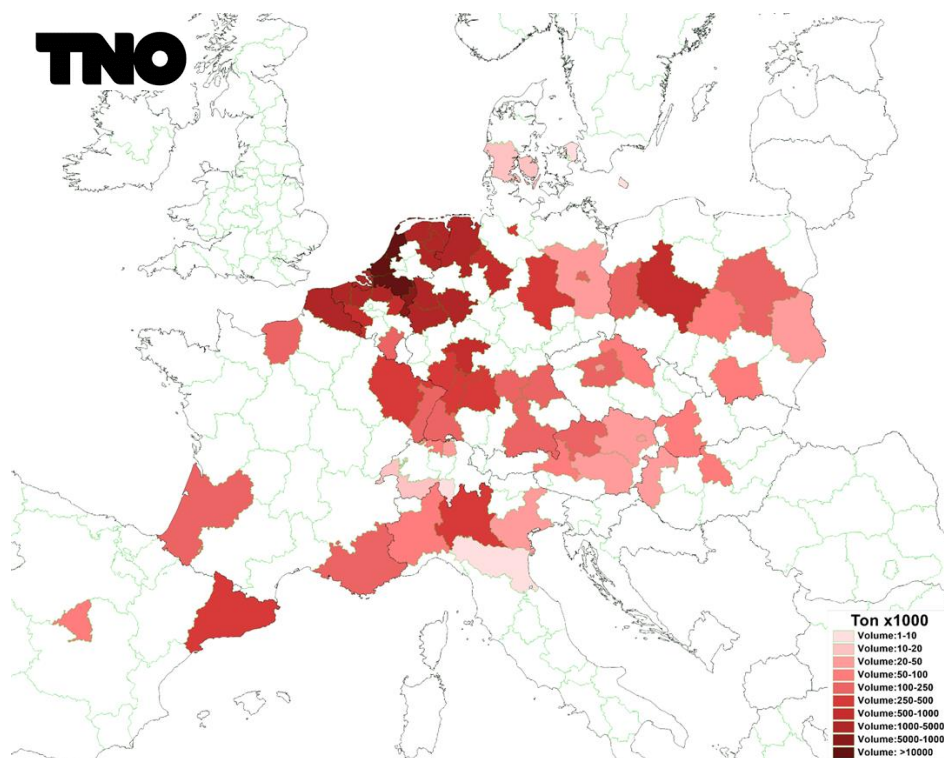 TNO
Ton x1000
Volume:1-10
Volume:10-20
Volume:20-50
Volume:50-100
Volume:100-250
Volume:250-500
Volume:500-1000
Volume:1000-5000
Volume:5000-1000
Volume: >10000